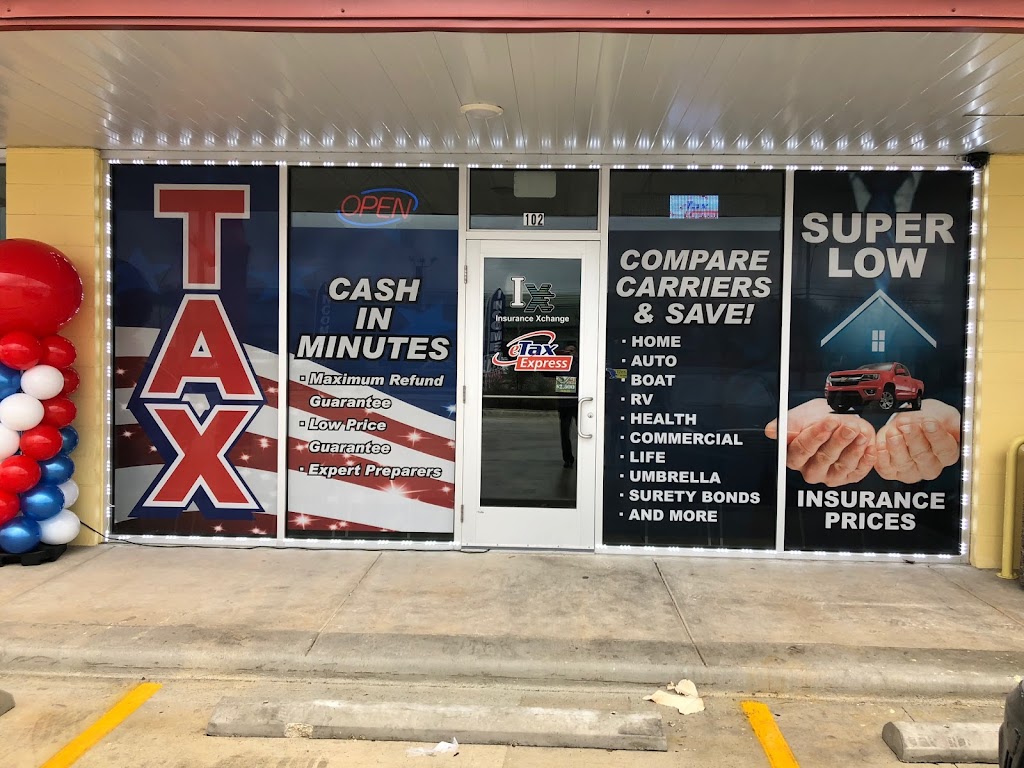 TAX
OPEN
CASH
IN
MINUTES
· Maximum Refund
Guarantee
· Low Price
Guarantee
· Expert Preparers
102
IX
Insurance Xchange
eTax
Express
eTax
Express
COMPARE
CARRIERS
& SAVE!
· HOME
· AUTO
· BOAT
· RV
· HEALTH
· COMMERCIAL
· LIFE
· UMBRELLA
· SURETY BONDS
· AND MORE
SUPER
LOW
INSURANCE
PRICES